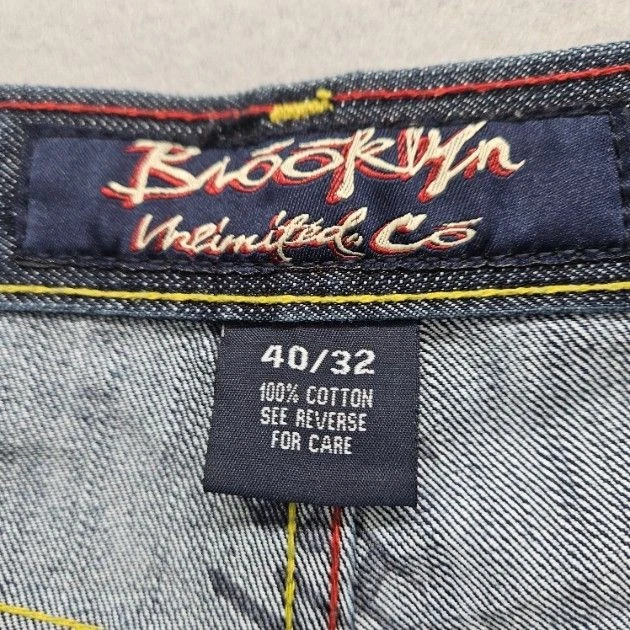 Brooklyn
Unlimited. Co
40/32
100% COTTON
SEE REVERSE
FOR CARE